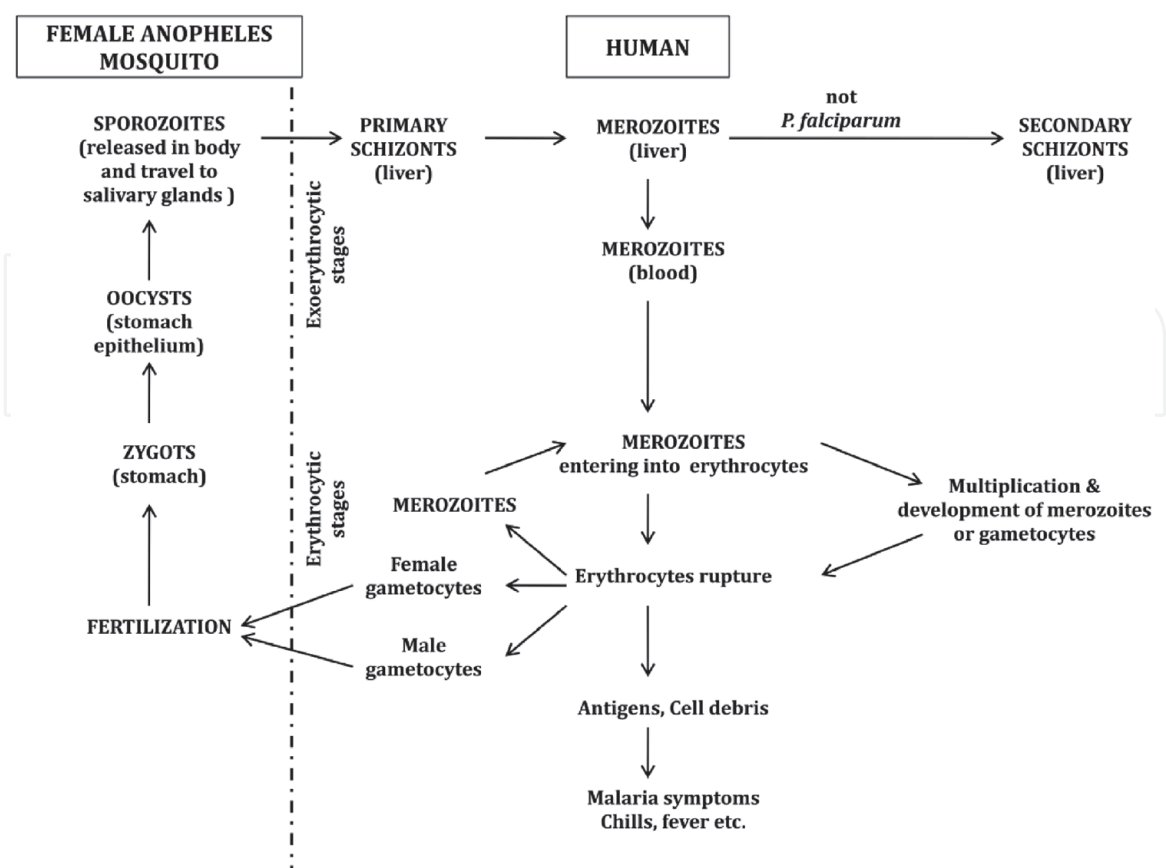 FEMALE ANOPHELES
MOSQUITO
HUMAN
SPOROZOITES
(released in body
and travel to
salivary glands )
PRIMARY
SCHIZONTS
(liver)
MEROZOITES
(liver)
not
P. falciparum
SECONDARY
SCHIZONTS
(liver)
Exoerythrocytic
stages
MEROZOITES
(blood)
OOCYSTS
(stomach
epithelium)
ZYGOTS
(stomach)
Erythrocytic
stages
MEROZOITES
entering into erythrocytes
MEROZOITES
Multiplication &
development of merozoites
or gametocytes
Female
gametocytes
Erythrocytes rupture
FERTILIZATION
Male
gametocytes
Antigens, Cell debris
Malaria symptoms
Chills, fever etc.